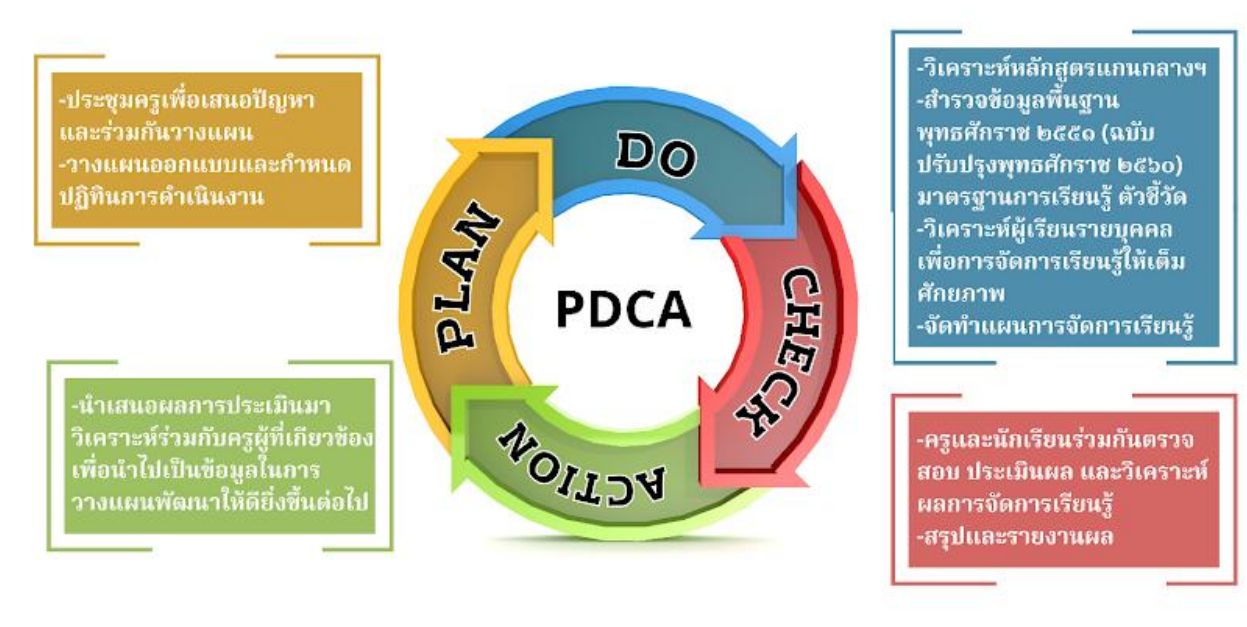 -ประชุมครูเพื่อเสนอปัญหา
และร่วมกันวางแผน
-วางแผนออกแบบและกำหนด
ปฏิทินการดำเนินงาน
DO
-วิเคราะห์หลักสูตรแกนกลางฯ
-สำรวจข้อมูลพื้นฐาน
พุทธศักราช ๒๕๕๑ (ฉบับ
ปรับปรุงพุทธศักราช ๒๕๖๐)
มาตรฐานการเรียนรู้ ตัวชี้วัด
-วิเคราะห์ผู้เรียนรายบุคคล
เพื่อการจัดการเรียนรู้ให้เต็ม
ศักยภาพ
-จัดทำแผนการจัดการเรียนรู้
PLAN
PDCA
CHECK
ACTION
-นำเสนอผลการประเมินมา
วิเคราะห์ร่วมกับครูผู้ที่เกียวข้อง
เพื่อนำไปเป็นข้อมูลในการ
วางแผนพัฒนาให้ดียิ่งขึ้นต่อไป
-ครูและนักเรียนร่วมกันตรวจ
สอบ ประเมินผล และวิเคราะห์
ผลการจัดการเรียนรู้
-สรุปและรายงานผล